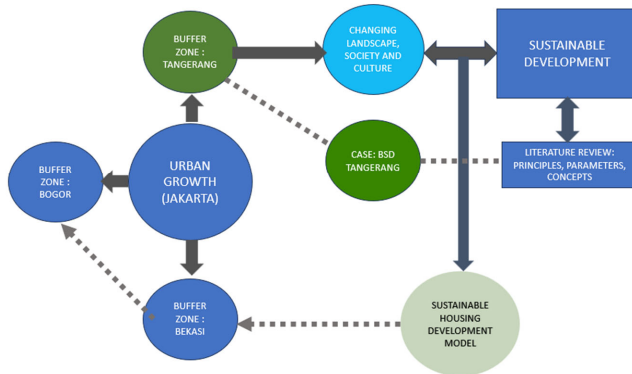 BUFFER
ZONE :
TANGERANG
CHANGING
LANDSCAPE,
SOCIETY AND
CULTURE
SUSTAINABLE
DEVELOPMENT
BUFFER
ZONE :
BOGOR
URBAN
GROWTH
(JAKARTA)
CASE: BSD
TANGERANG
LITERATURE REVIEW:
PRINCIPLES, PARAMETERS,
CONCEPTS
BUFFER
ZONE :
BEKASI
SUSTAINABLE
HOUSING
DEVELOPMENT
MODEL